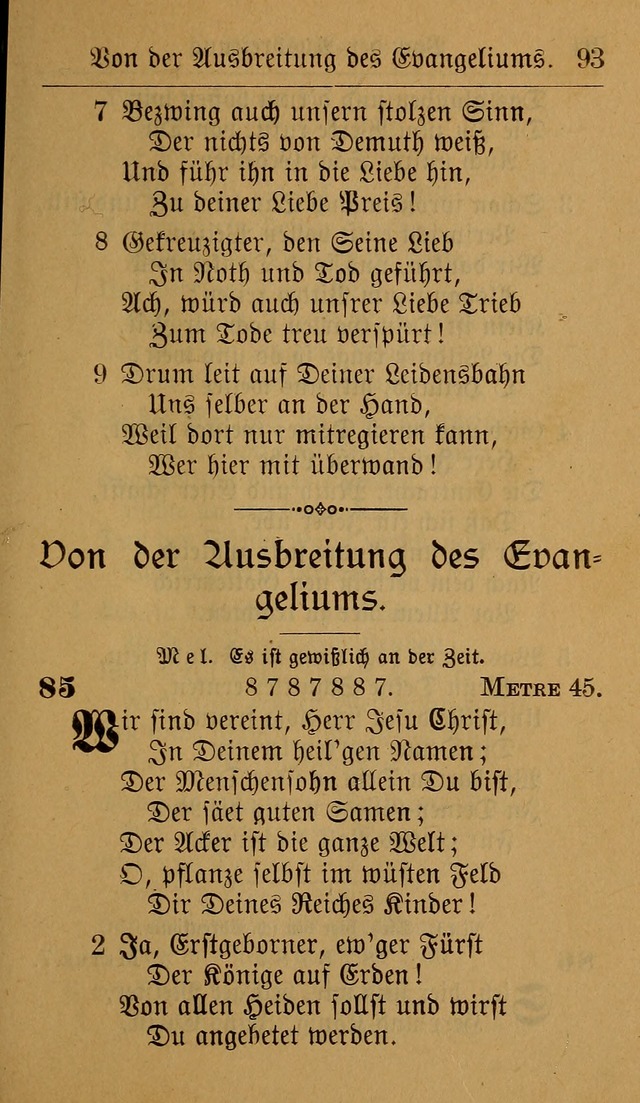 Von der Ausbreitung des Evangeliums. 93
7 Bezwing auch unsern stolzen Sinn,
Der nichts von Demuth weiß,
Und führ ihn in die Liebe hin,
Zu deiner Liebe Preis!
8 Gekreuzigter, den Seine Lieb
In Noth und Tod geführt,
Ach, würd auch unsrer Liebe Trieb
Zum Tode treu verspürt!
9 Drum leit auf Deiner Leidensbahn
Uns selber an der Hand,
Weil dort nur mitregieren kann,
Wer hier mit überwand!
Von der Ausbreitung des Evan-
geliums.
Mel. Es ist gewißlich an der Zeit.
85 8 7 8 7 8 8 7. METRE 45.
Wir sind vereint, Herr Jesu Christ,
In Deinem heil'gen Namen;
Der Menschensohn allein Du bist,
Der säet guten Samen;
Der Acker ist die ganze Welt;
O, pflanze selbst im wüsten Feld
Dir Deines Reiches Kinder!
2 Ja, Erstgeborner, ew'ger Fürst
Der Könige auf Erden!
Von allen Heiden sollst und wirst
Du angebetet werden.